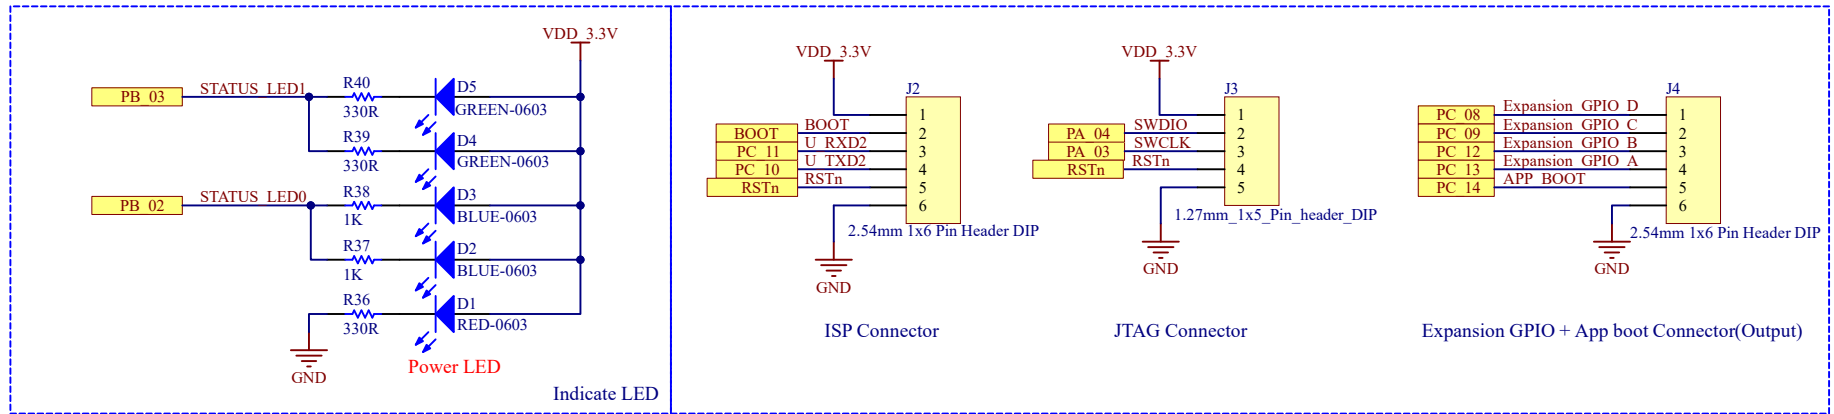 VDD_3.3V
PB_03
STATUS_LED1
R40
330R
D5
GREEN-0603
R39
330R
D4
GREEN-0603
PB_02
STATUS_LED0
R38
1K
D3
BLUE-0603
R37
1K
D2
BLUE-0603
R36
330R
D1
RED-0603
GND
Power LED
Indicate LED
VDD_3.3V
J2
BOOT
BOOT
PC_11
U_RXD2
PC_10
U_TXD2
RSTn
RSTn
1
2
3
4
5
6
2.54mm 1x6 Pin Header DIP
GND
ISP Connector
VDD_3.3V
J3
PA_04
SWDIO
PA_03
SWCLK
RSTn
RSTn
1
2
3
4
5
1.27mm_1x5_Pin_header_DIP
GND
JTAG Connector
J4
PC_08
Expansion_GPIO_D
PC_09
Expansion_GPIO_C
PC_12
Expansion_GPIO_B
PC_13
Expansion_GPIO_A
PC_14
APP_BOOT
1
2
3
4
5
6
2.54mm 1x6 Pin Header DIP
GND
Expansion GPIO + App boot Connector(Output)